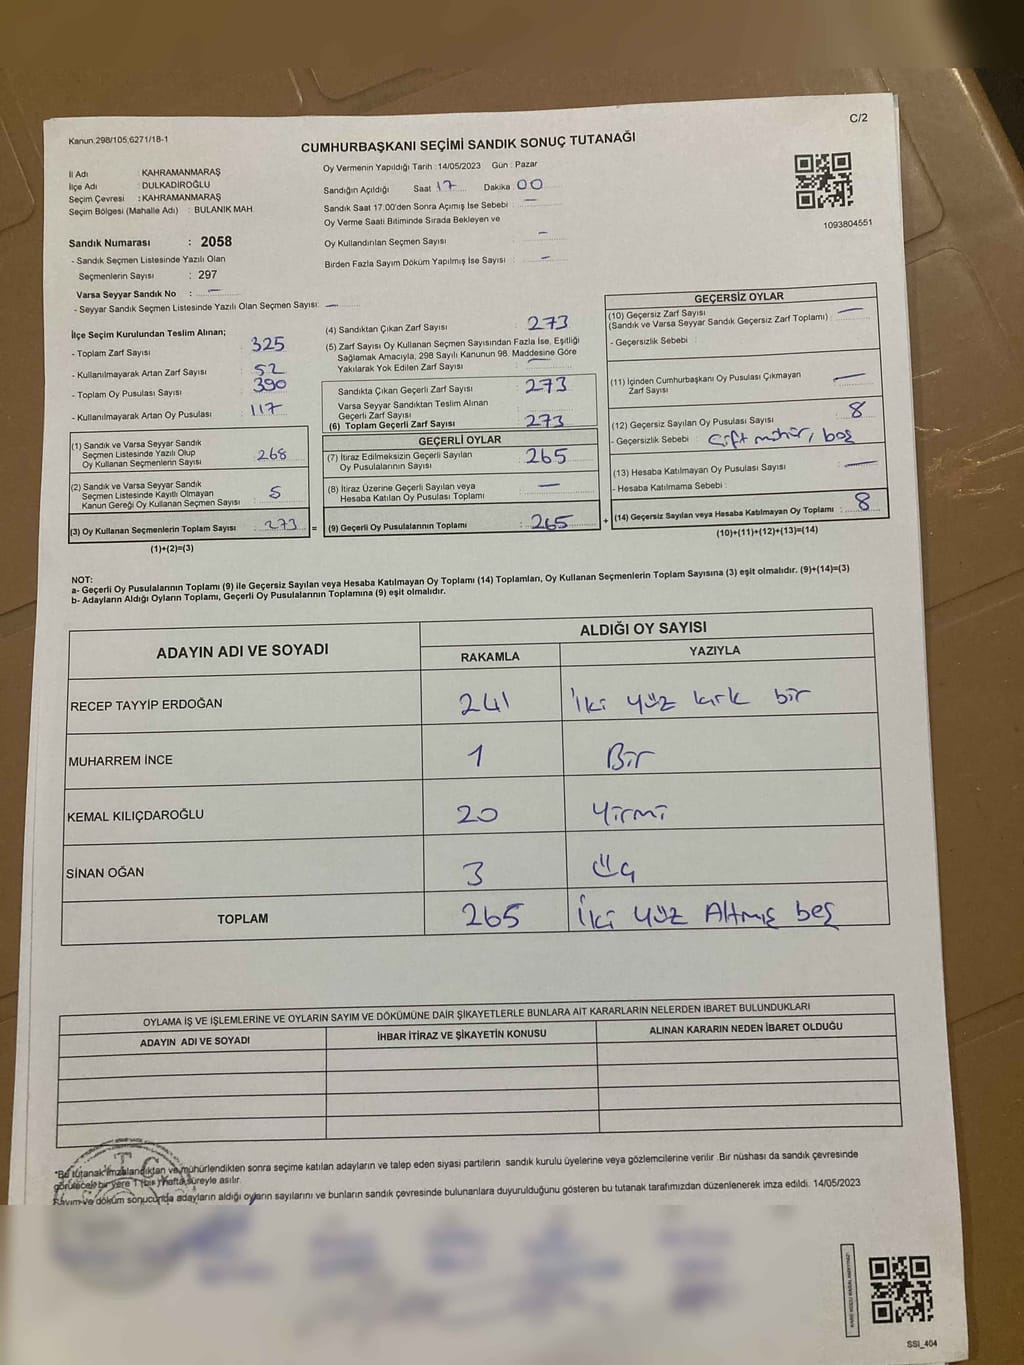 Kanun 298/105,6271/18-1
C/2
CUMHURBAŞKANI SEÇİMİ SANDIK SONUÇ TUTANAĞI
İl Adı : KAHRAMANMARAŞ
İlçe Adı : DULKADİROĞLU
Seçim Çevresi : KAHRAMANMARAŞ
Seçim Bölgesi (Mahalle Adı) : BULANIK MAH.
Oy Vermenin Yapıldığı Tarih : 14/05/2023 Gün : Pazar
Sandığın Açıldığı Saat 17 Dakika 00
Sandık Saat 17:00'den Sonra Açımış İse Sebebi : —
Oy Verme Saati Bitiminde Sırada Bekleyen ve
Oy Kullandırılan Seçmen Sayısı : —
Birden Fazla Sayım Döküm Yapılmış İse Sayısı : —
1093804551
Sandık Numarası : 2058
- Sandık Seçmen Listesinde Yazılı Olan
Seçmenlerin Sayısı : 297
Varsa Seyyar Sandık No : —
- Seyyar Sandık Seçmen Listesinde Yazılı Olan Seçmen Sayısı: —
İlçe Seçim Kurulundan Teslim Alınan;
- Toplam Zarf Sayısı 325
- Kullanılmayarak Artan Zarf Sayısı 52
- Toplam Oy Pusulası Sayısı 390
- Kullanılmayarak Artan Oy Pusulası 117
(1) Sandık ve Varsa Seyyar Sandık
Seçmen Listesinde Yazılı Olup
Oy Kullanan Seçmenlerin Sayısı : 268
(2) Sandık ve Varsa Seyyar Sandık
Seçmen Listesinde Kayıtlı Olmayan
Kanun Gereği Oy Kullanan Seçmen Sayısı : 5
(3) Oy Kullanan Seçmenlerin Toplam Sayısı : 273 =
(1)+(2)=(3)
(4) Sandıktan Çıkan Zarf Sayısı : 273
(5) Zarf Sayısı Oy Kullanan Seçmen Sayısından Fazla İse, Eşitliği
Sağlamak Amacıyla, 298 Sayılı Kanunun 98. Maddesine Göre
Yakılarak Yok Edilen Zarf Sayısı : —
Sandıkta Çıkan Geçerli Zarf Sayısı : 273
Varsa Seyyar Sandıktan Teslim Alınan
Geçerli Zarf Sayısı
(6) Toplam Geçerli Zarf Sayısı : 273
GEÇERLİ OYLAR
(7) İtiraz Edilmeksizin Geçerli Sayılan
Oy Pusulalarının Sayısı : 265
(8) İtiraz Üzerine Geçerli Sayılan veya
Hesaba Katılan Oy Pusulası Toplamı : —
(9) Geçerli Oy Pusulalarının Toplamı : 265 +
GEÇERSİZ OYLAR
(10) Geçersiz Zarf Sayısı : —
(Sandık ve Varsa Seyyar Sandık Geçersiz Zarf Toplamı)
- Geçersizlik Sebebi :
(11) İçinden Cumhurbaşkanı Oy Pusulası Çıkmayan
Zarf Sayısı : —
(12) Geçersiz Sayılan Oy Pusulası Sayısı : 8
- Geçersizlik Sebebi : Çift mühür, boş
(13) Hesaba Katılmayan Oy Pusulası Sayısı : —
- Hesaba Katılmama Sebebi :
(14) Geçersiz Sayılan veya Hesaba Katılmayan Oy Toplamı : 8
(10)+(11)+(12)+(13)=(14)
NOT:
a- Geçerli Oy Pusulalarının Toplamı (9) ile Geçersiz Sayılan veya Hesaba Katılmayan Oy Toplamı (14) Toplamları, Oy Kullanan Seçmenlerin Toplam Sayısına (3) eşit olmalıdır. (9)+(14)=(3)
b- Adayların Aldığı Oyların Toplamı, Geçerli Oy Pusulalarının Toplamına (9) eşit olmalıdır.
ADAYIN ADI VE SOYADI
ALDIĞI OY SAYISI
RAKAMLA YAZIYLA
RECEP TAYYİP ERDOĞAN 241 İki yüz kırk bir
MUHARREM İNCE 1 Bir
KEMAL KILIÇDAROĞLU 20 Yirmi
SİNAN OĞAN 3 Üç
TOPLAM 265 İki yüz Altmış beş
OYLAMA İŞ VE İŞLEMLERİNE VE OYLARIN SAYIM VE DÖKÜMÜNE DAİR ŞİKAYETLERLE BUNLARA AİT KARARLARIN NELERDEN İBARET BULUNDUKLARI
ADAYIN ADI VE SOYADI İHBAR İTİRAZ VE ŞİKAYETİN KONUSU ALINAN KARARIN NEDEN İBARET OLDUĞU
*Bu tutanak imzalandıktan ve mühürlendikten sonra seçime katılan adayların ve talep eden siyasi partilerin sandık kurulu üyelerine veya gözlemcilerine verilir .Bir nüshası da sandık çevresinde
görülecek bir yere 1 (bir) hafta süreyle asılır.
Sayım ve döküm sonucunda adayların aldığı oyların sayılarını ve bunların sandık çevresinde bulunanlara duyurulduğunu gösteren bu tutanak tarafımızdan düzenlenerek imza edildi. 14/05/2023
SSI_404